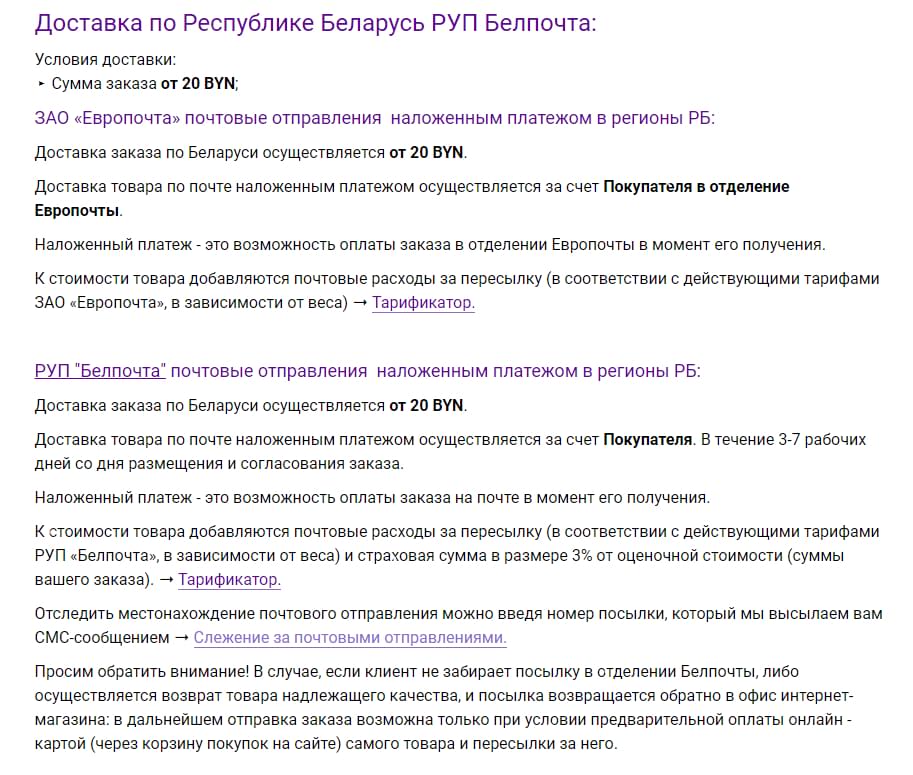 Доставка по Республике Беларусь РУП Белпочта:
Условия доставки:
‣ Сумма заказа от 20 BYN;
ЗАО «Европочта» почтовые отправления  наложенным платежом в регионы РБ:
Доставка заказа по Беларуси осуществляется от 20 BYN.
Доставка товара по почте наложенным платежом осуществляется за счет Покупателя в отделение
Европочты.
Наложенный платеж - это возможность оплаты заказа в отделении Европочты в момент его получения.
К стоимости товара добавляются почтовые расходы за пересылку (в соответствии с действующими тарифами
ЗАО «Европочта», в зависимости от веса) → Тарификатор.
РУП "Белпочта" почтовые отправления  наложенным платежом в регионы РБ:
Доставка заказа по Беларуси осуществляется от 20 BYN.
Доставка товара по почте наложенным платежом осуществляется за счет Покупателя. В течение 3-7 рабочих
дней со дня размещения и согласования заказа.
Наложенный платеж - это возможность оплаты заказа на почте в момент его получения.
К стоимости товара добавляются почтовые расходы за пересылку (в соответствии с действующими тарифами
РУП «Белпочта», в зависимости от веса) и страховая сумма в размере 3% от оценочной стоимости (суммы
вашего заказа). → Тарификатор.
Отследить местонахождение почтового отправления можно введя номер посылки, который мы высылаем вам
СМС-сообщением → Слежение за почтовыми отправлениями.
Просим обратить внимание! В случае, если клиент не забирает посылку в отделении Белпочты, либо
осуществляется возврат товара надлежащего качества, и посылка возвращается обратно в офис интернет-
магазина: в дальнейшем отправка заказа возможна только при условии предварительной оплаты онлайн -
картой (через корзину покупок на сайте) самого товара и пересылки за него.